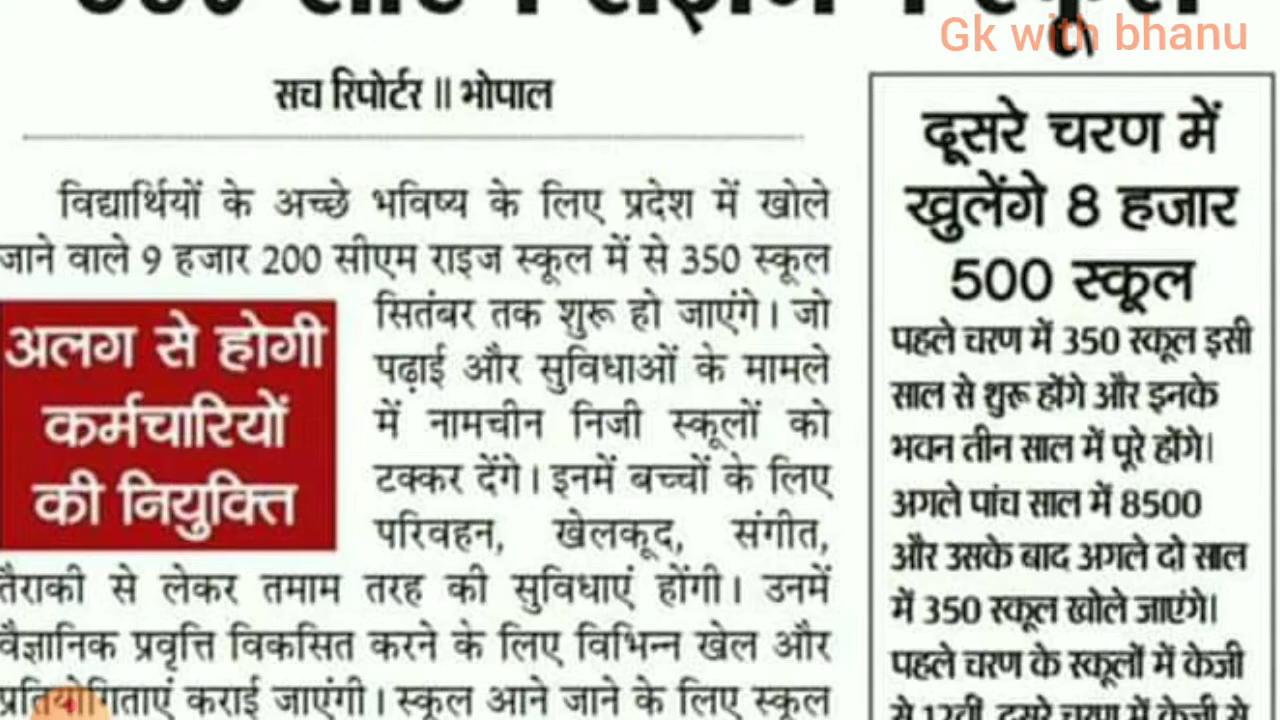 Gk with bhanu
सच रिपोर्टर || भोपाल
विद्यार्थियों के अच्छे भविष्य के लिए प्रदेश में खोले
जाने वाले 9 हजार 200 सीएम राइज स्कूल में से 350 स्कूल
सितंबर तक शुरू हो जाएंगे। जो
पढ़ाई और सुविधाओं के मामले
में नामचीन निजी स्कूलों को
टक्कर देंगे। इनमें बच्चों के लिए
परिवहन, खेलकूद, संगीत,
तैराकी से लेकर तमाम तरह की सुविधाएं होंगी। उनमें
वैज्ञानिक प्रवृत्ति विकसित करने के लिए विभिन्न खेल और
प्रतियोगिताएं कराई जाएंगी। स्कूल आने जाने के लिए स्कूल
अलग से होगी
कर्मचारियों
की नियुक्ति
दूसरे चरण में
खुलेंगे 8 हजार
500 स्कूल
पहले चरण में 350 स्कूल इसी
साल से शुरू होंगे और इनके
भवन तीन साल में पूरे होंगे।
अगले पांच साल में 8500
और उसके बाद अगले दो साल
में 350 स्कूल खोले जाएंगे।
पहले चरण के स्कूलों में केजी
से 12वीं, दूसरे चरण में केजी से